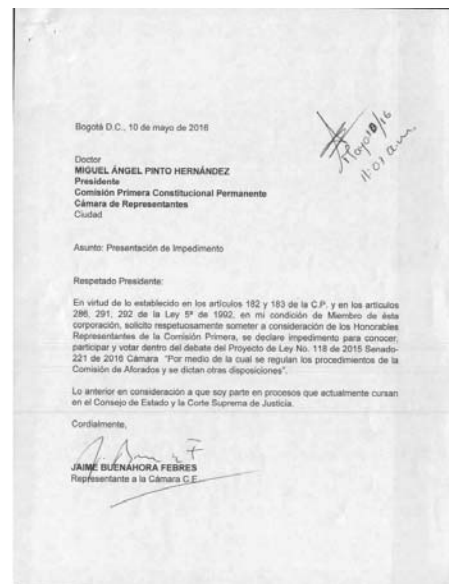 Bogotá D.C., 10 de mayo de 2016
Mayo 10/16
11:01 a.m.
Doctor
MIGUEL ÁNGEL PINTO HERNÁNDEZ
Presidente
Comisión Primera Constitucional Permanente
Cámara de Representantes
Ciudad
Asunto: Presentación de Impedimento
Respetado Presidente:
En virtud de lo establecido en los artículos 182 y 183 de la C.P. y en los artículos
286, 291, 292 de la Ley 5ª de 1992, en mi condición de Miembro de ésta
corporación, solicito respetuosamente someter a consideración de los Honorables
Representantes de la Comisión Primera, se declare impedimento para conocer,
participar y votar dentro del debate del Proyecto de Ley No. 118 de 2015 Senado-
221 de 2016 Cámara "Por medio de la cual se regulan los procedimientos de la
Comisión de Aforados y se dictan otras disposiciones".
Lo anterior en consideración a que soy parte en procesos que actualmente cursan
en el Consejo de Estado y la Corte Suprema de Justicia.
Cordialmente,
JAIME BUENAHORA FEBRES
Representante a la Cámara C.E.